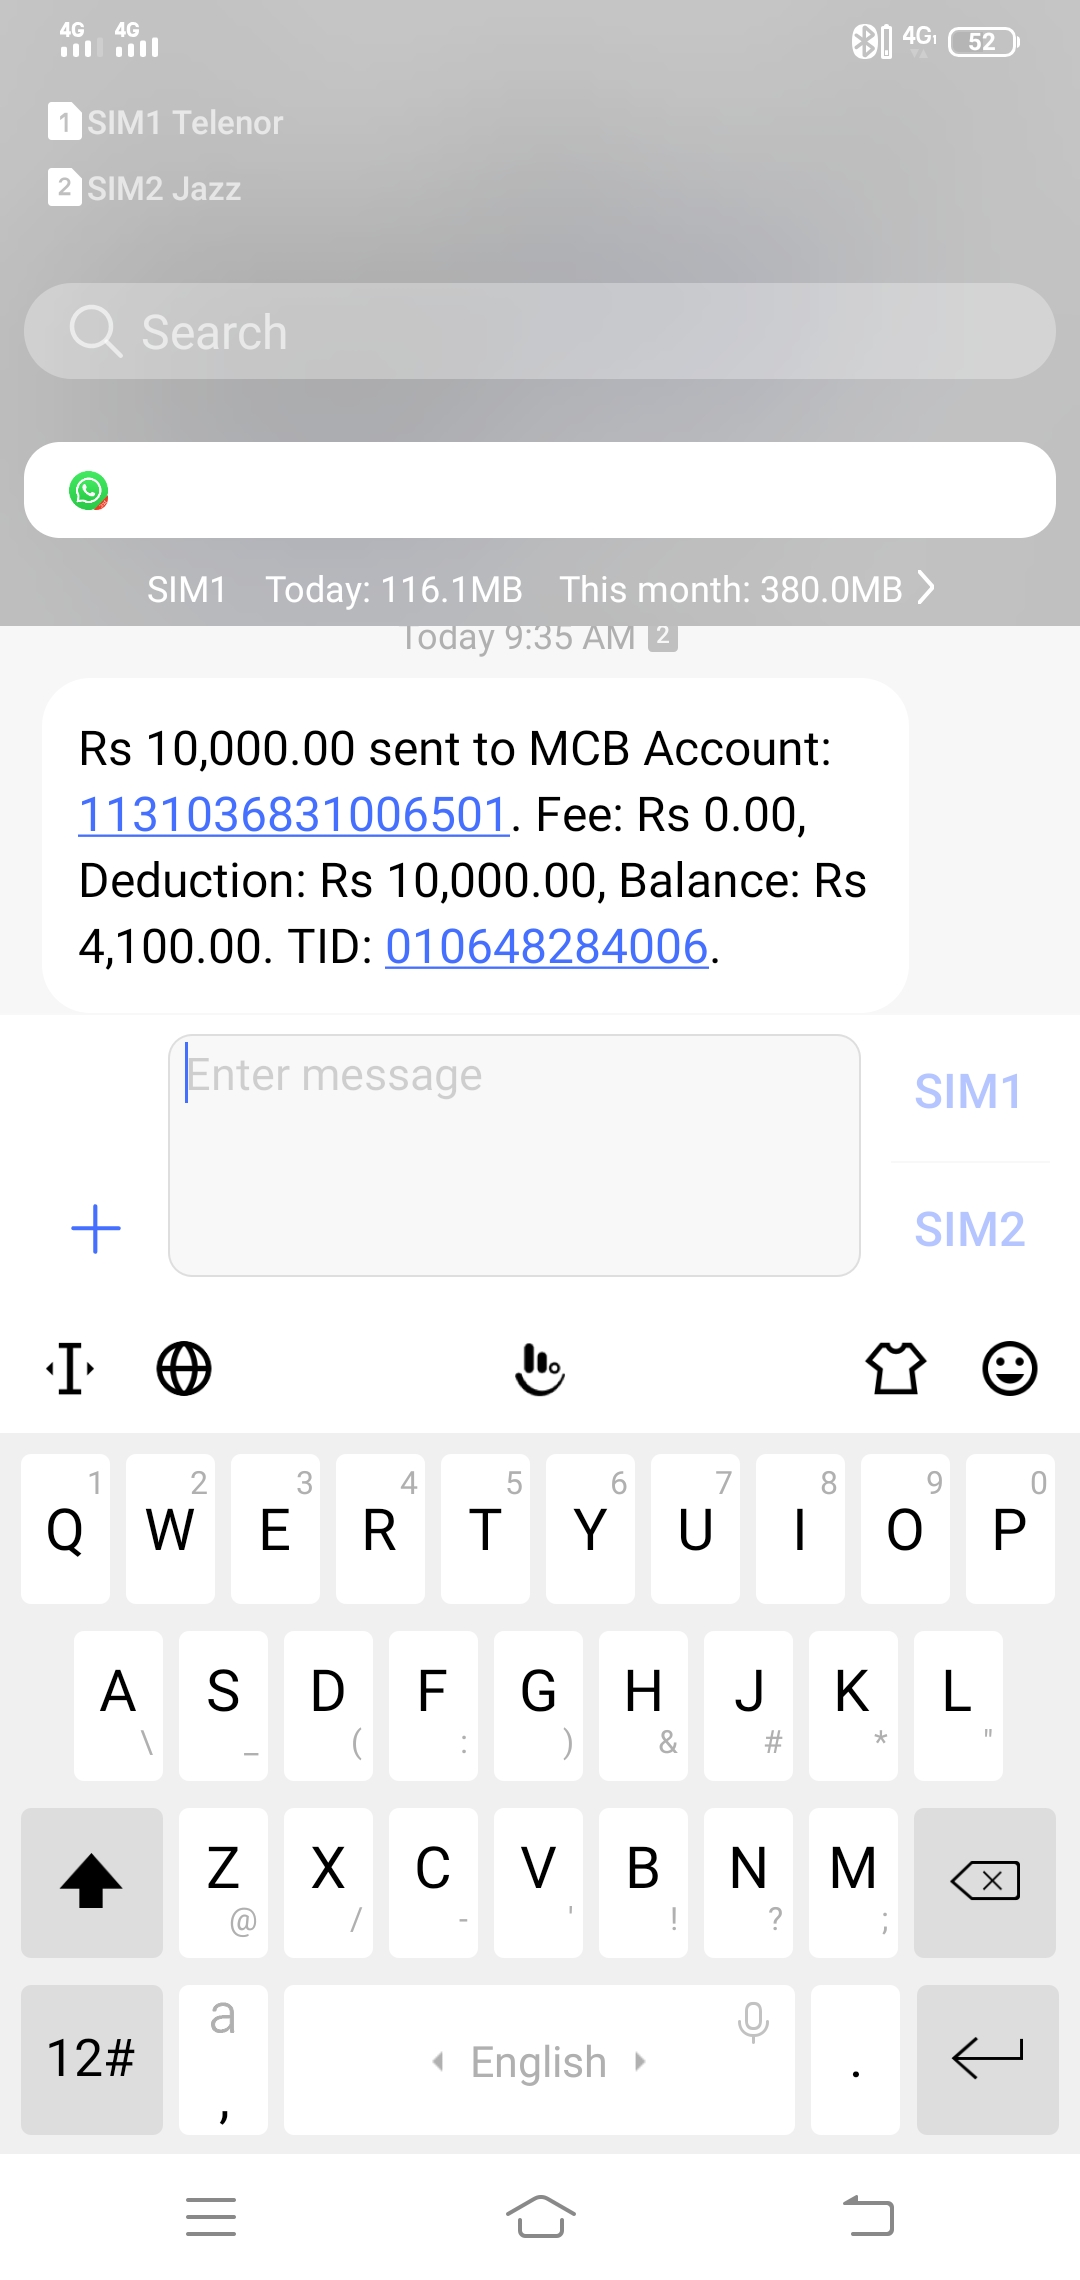 4G 4G 4G1 52
1 SIM1 Telenor
2 SIM2 Jazz
Search
SIM1 Today: 116.1MB This month: 380.0MB
Today 9:35 AM 2
Rs 10,000.00 sent to MCB Account:
1131036831006501. Fee: Rs 0.00,
Deduction: Rs 10,000.00, Balance: Rs
4,100.00. TID: 010648284006.
Enter message
SIM1
SIM2
1 2 3 4 5 6 7 8 9 0
Q W E R T Y U I O P
A S D F G H J K L
\ _ ( : ) & # * "
Z X C V B N M
@ / - ' ! ? ;
a
12# , English .